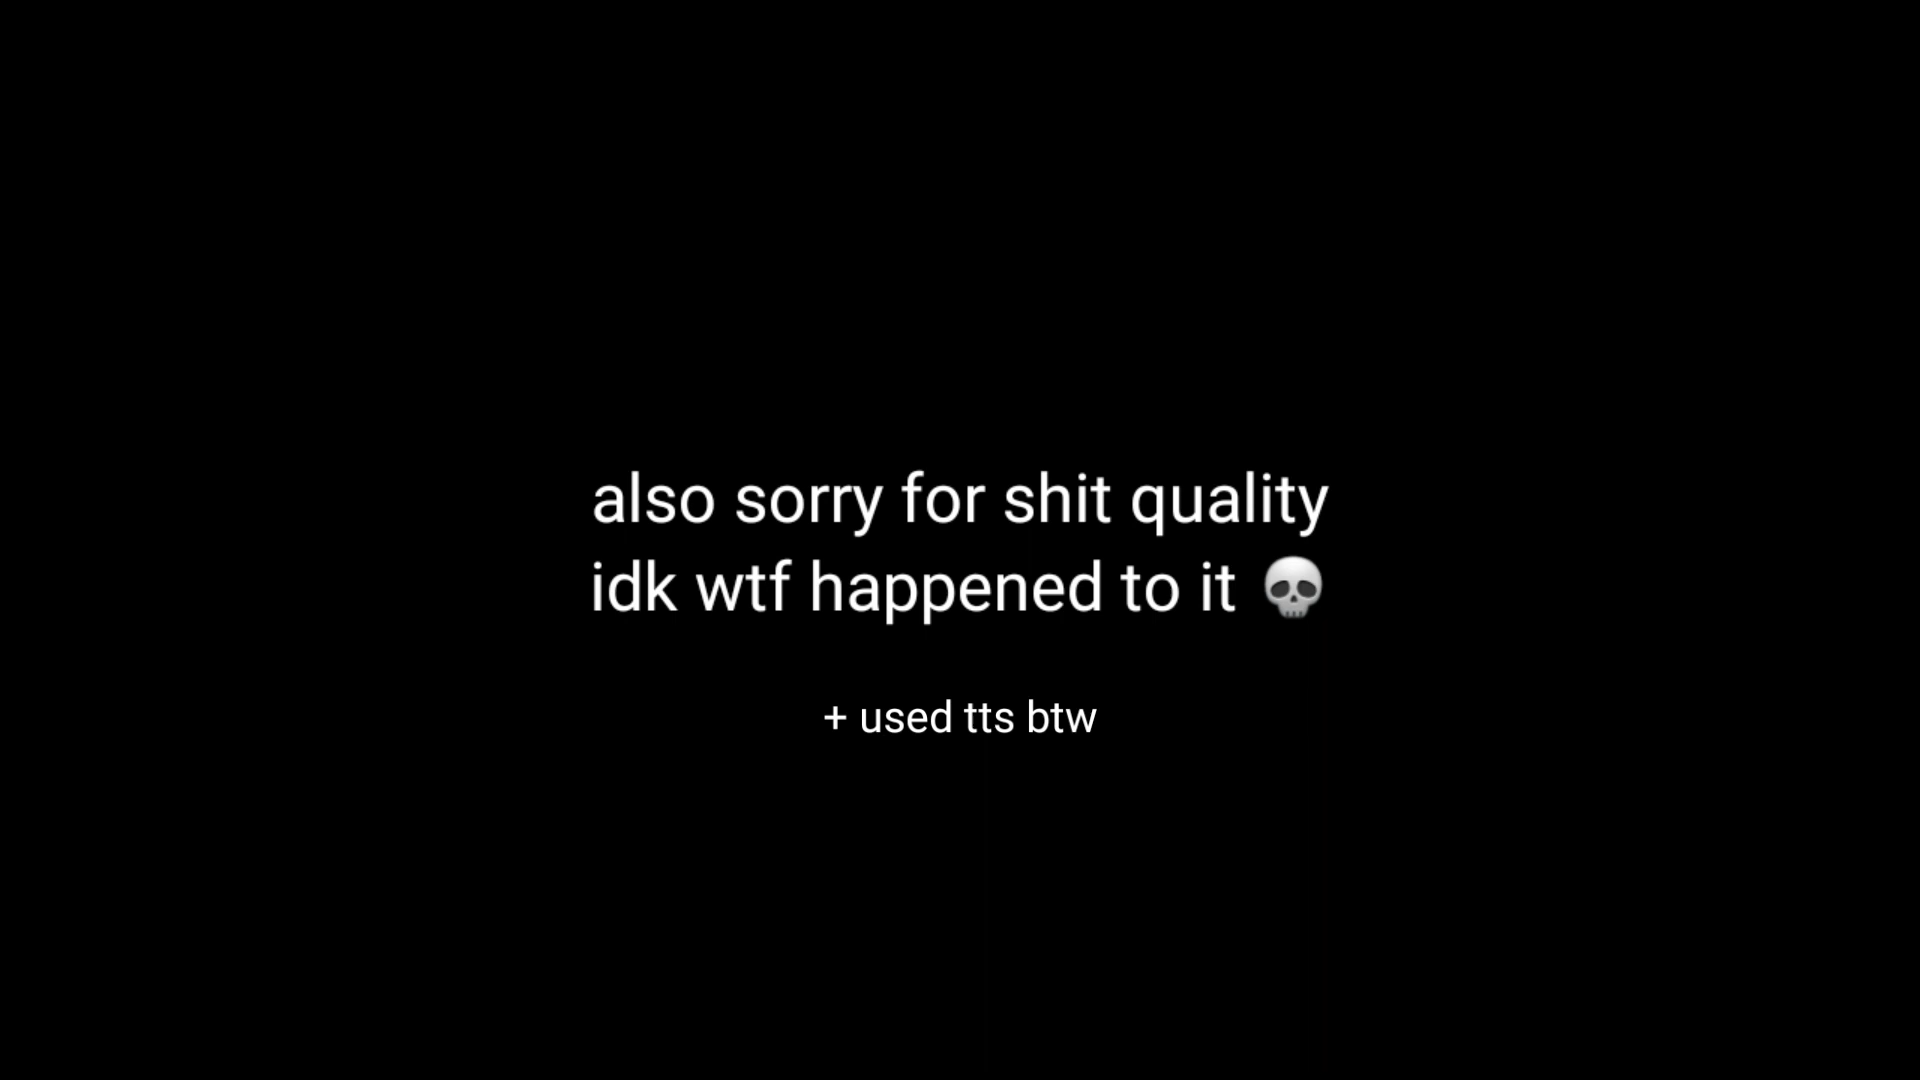 also sorry for shit quality
idk wtf happened to it 💀
+ used tts btw